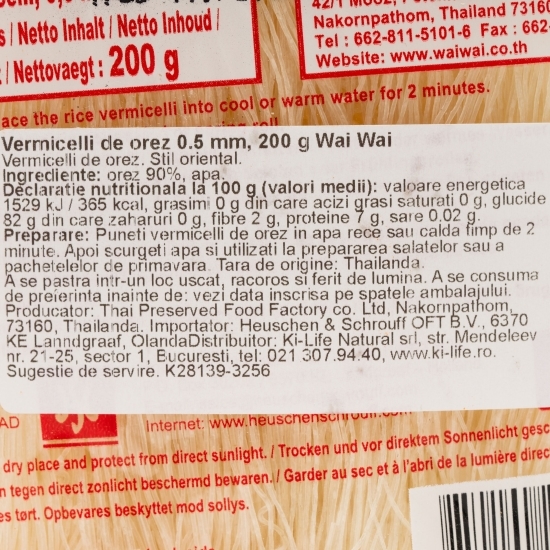 s / Netto Inhalt / Netto Inhoud /
/ Nettovaegt : 200 g
Nakornpathom, Thailand 7316
Tel : 662-811-5101-6 Fax : 662
Website: www.waiwai.co.th
ace the rice vermicelli into cool or warm water for 2 minutes.
Vermicelli de orez 0.5 mm, 200 g Wai Wai
Vermicelli de orez. Stil oriental.
Ingrediente: orez 90%, apa.
Declaratie nutritionala la 100 g (valori medii): valoare energetica
1529 kJ / 365 kcal, grasimi 0 g din care acizi grasi saturati 0 g, glucide
82 g din care zaharuri 0 g, fibre 2 g, proteine 7 g, sare 0.02 g.
Preparare: Puneti vermicelli de orez in apa rece sau calda timp de 2
minute. Apoi scurgeti apa si utilizati la prepararea salatelor sau a
pachetelelor de primavara. Tara de origine: Thailanda.
A se pastra intr-un loc uscat, racoros si ferit de lumina. A se consuma
de preferinta inainte de: vezi data inscrisa pe spatele ambalajului.
Producator: Thai Preserved Food Factory co. Ltd, Nakornpathom,
73160, Thailanda. Importator: Heuschen & Schrouff OFT B.V., 6370
KE Lanndgraaf, OlandaDistribuitor: Ki-Life Natural srl, str. Mendeleev
nr. 21-25, sector 1, Bucuresti, tel: 021 307.94.40, www.ki-life.ro.
Sugestie de servire. K28139-3256
AD
Internet: www.heuschenschrouff.com
dry place and protect from direct sunlight. / Trocken und vor direktem Sonnenlicht gesc
n tegen direct zonlicht beschermd bewaren. / Garder au sec et à l'abri de la lumière direc
es tørt. Opbevares beskyttet mod sollys.